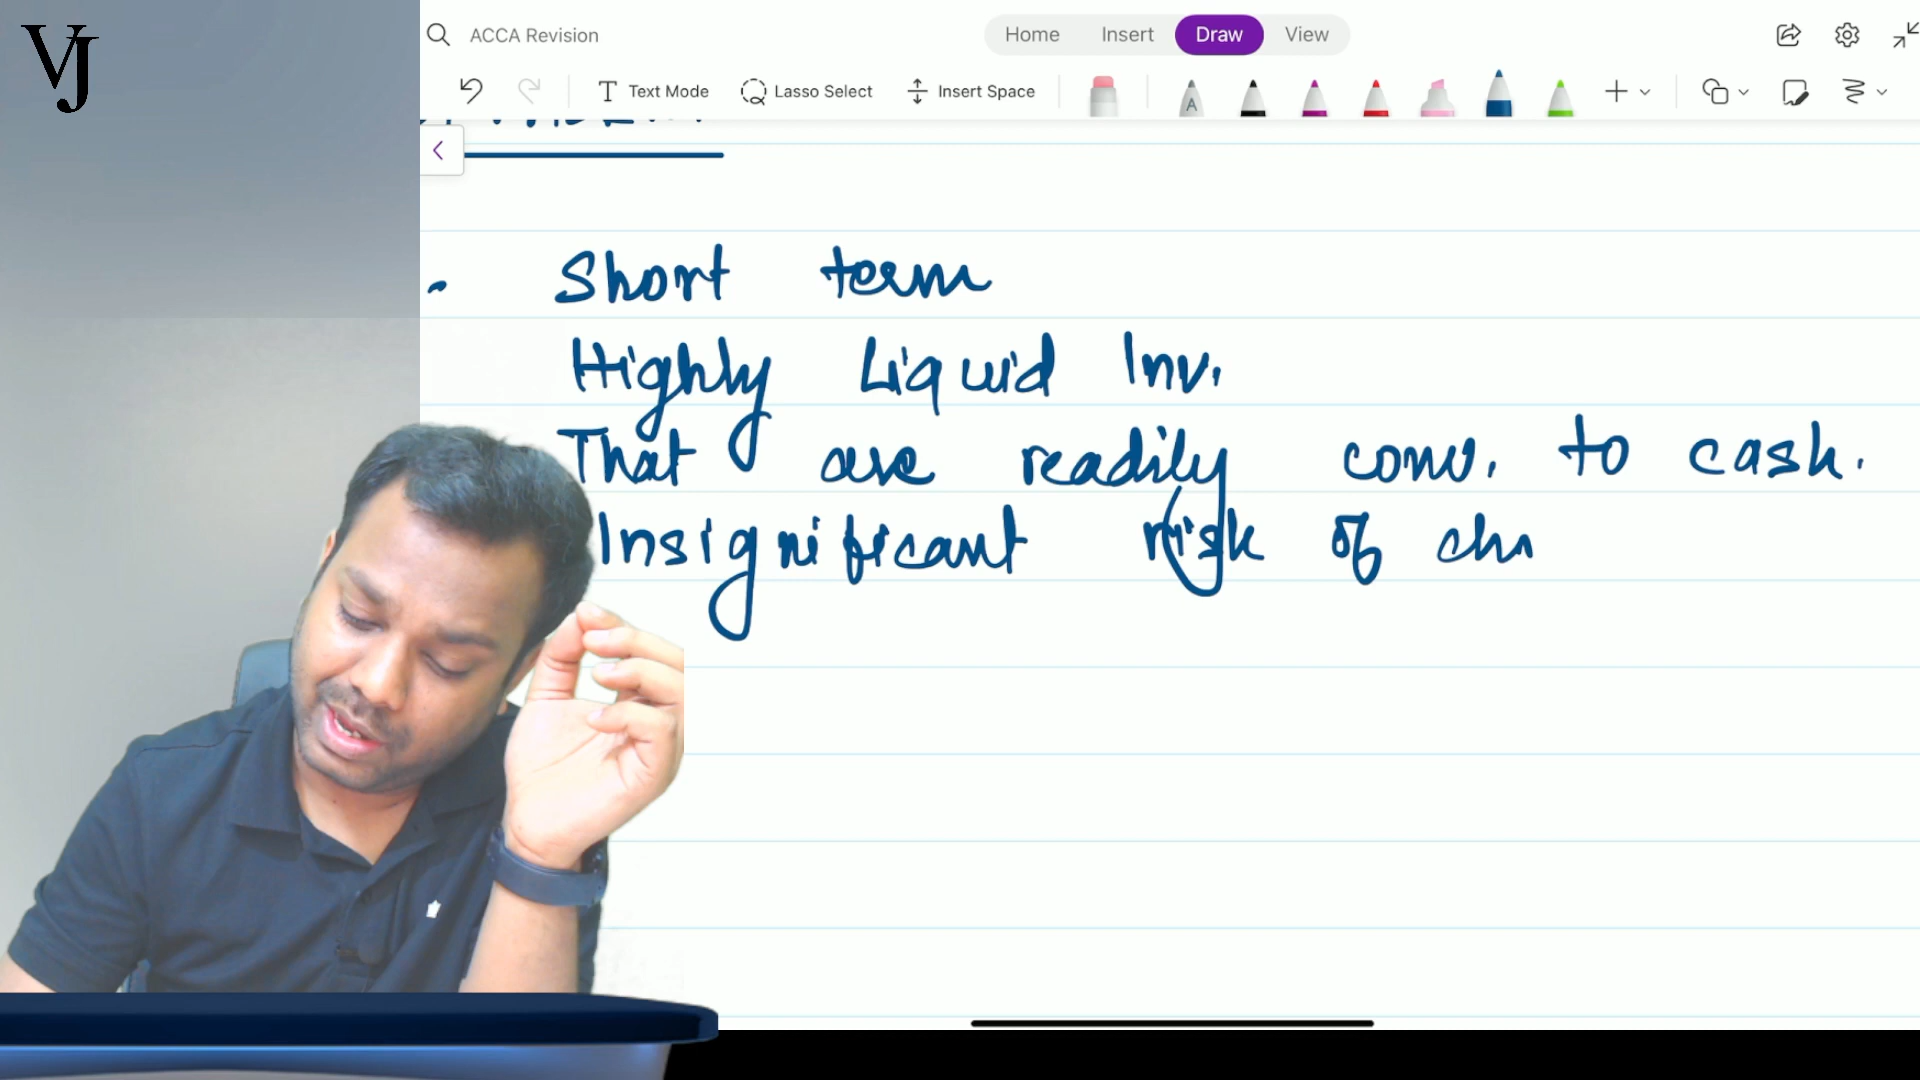 VJ
ACCA Revision
Home Insert Draw View
Text Mode Lasso Select Insert Space
A
Short term
Highly Liquid Inv.
That are readily conv. to cash.
Insignificant risk of cha